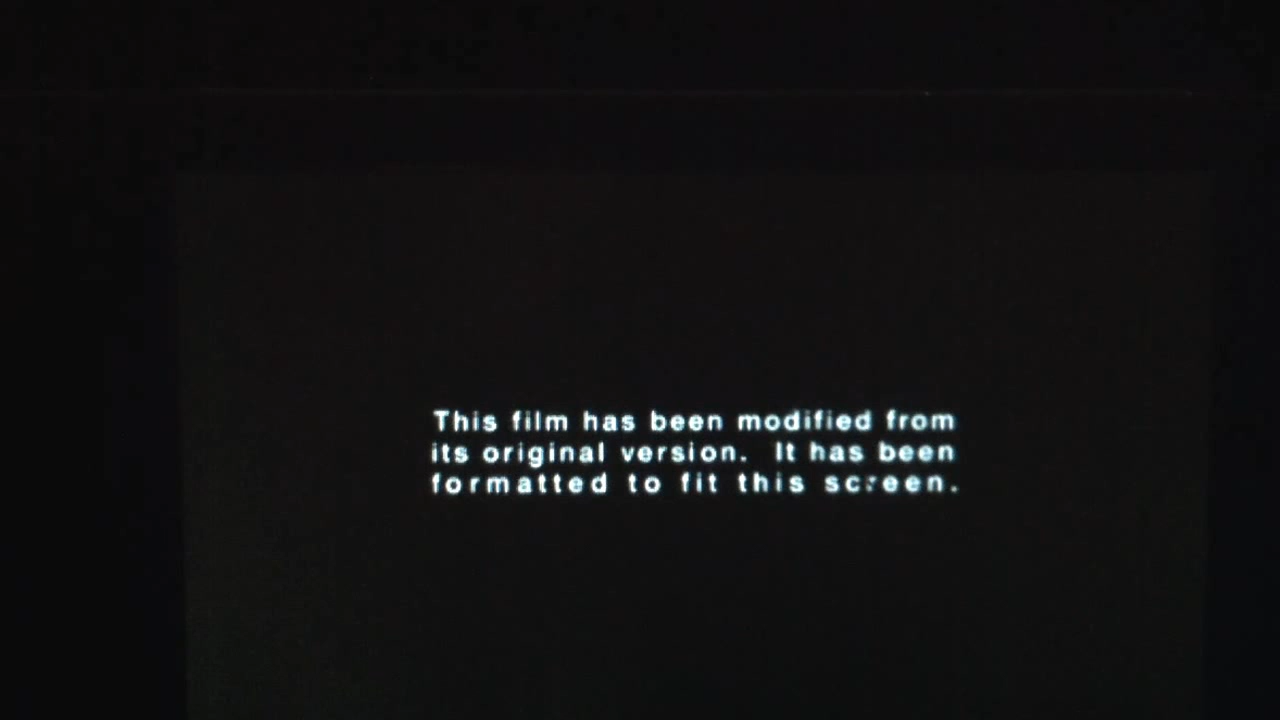 This film has been modified from
its original version. It has been
formatted to fit this screen.